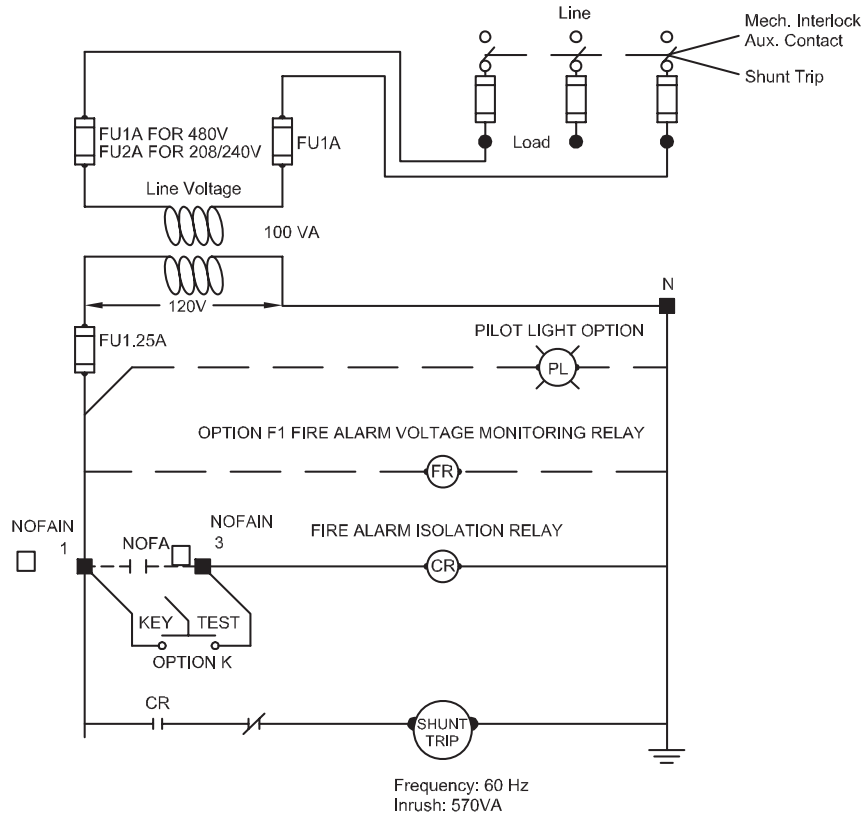 Line
Mech. Interlock
Aux. Contact
Shunt Trip
FU1A FOR 480V
FU2A FOR 208/240V
FU1A
Load
Line Voltage
100 VA
120V
N
FU1.25A
PILOT LIGHT OPTION
PL
OPTION F1 FIRE ALARM VOLTAGE MONITORING RELAY
FR
NOFAIN
1
NOFA
NOFAIN
3
FIRE ALARM ISOLATION RELAY
CR
KEY TEST
OPTION K
CR
SHUNT
TRIP
Frequency: 60 Hz
Inrush: 570VA